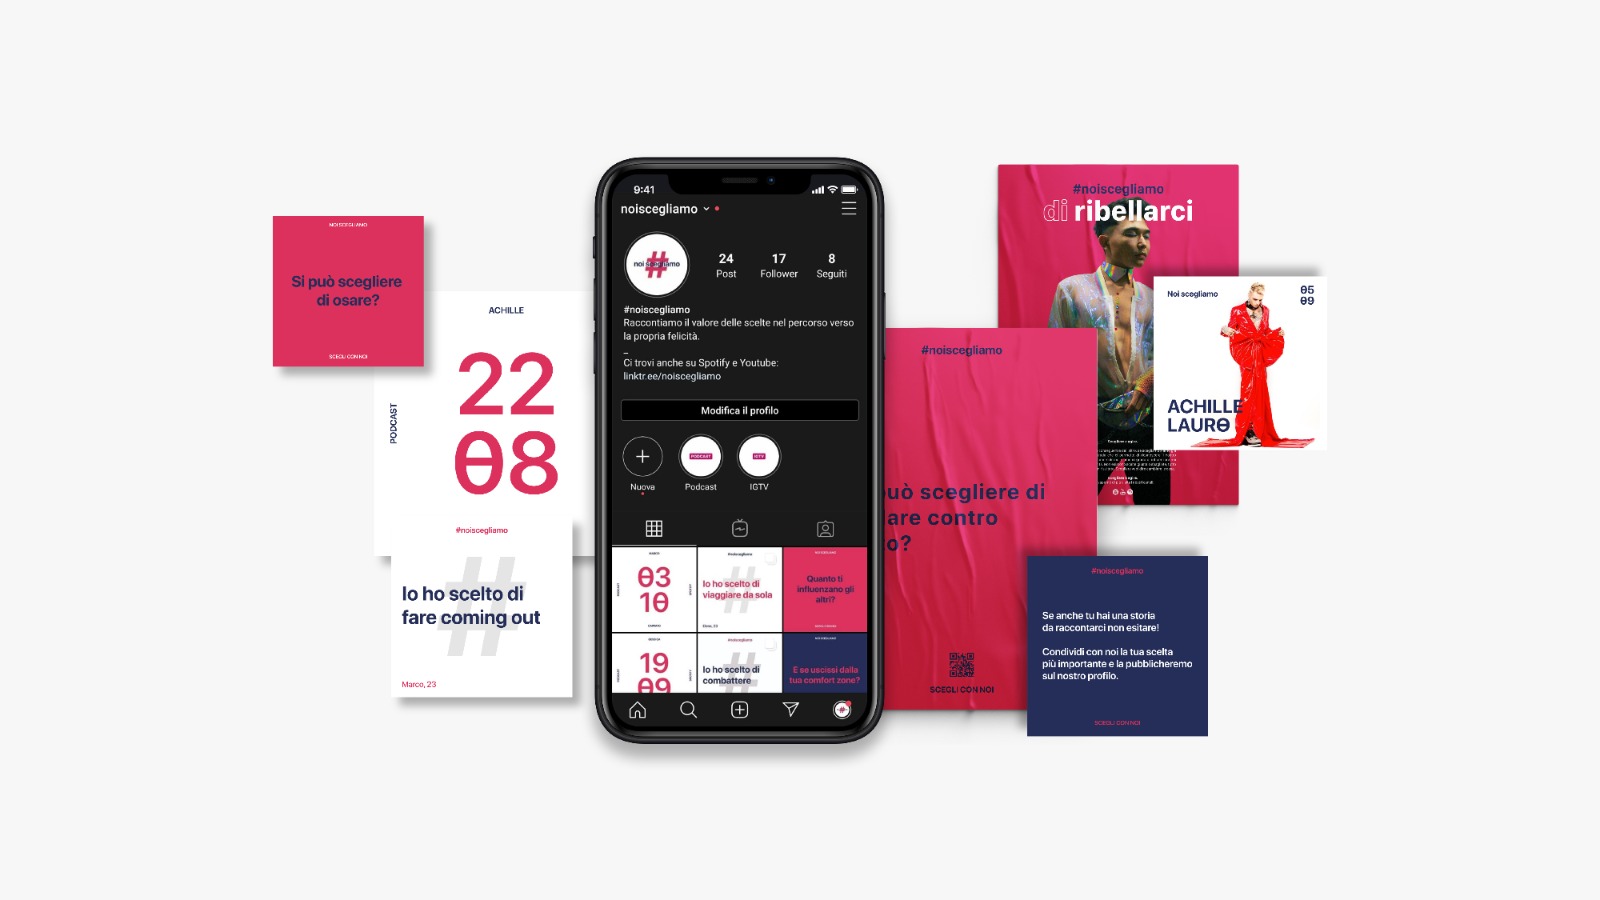 NOISCEGLIAMO
Si può scegliere
di osare?
SCEGLI CON NOI
ACHILLE
PODCAST
22
08
#noiscegliamo
Io ho scelto di
fare coming out
Marco, 23
9:41
noiscegliamo
noi scegliamo
#
24
Post
17
Follower
8
Seguiti
#noiscegliamo
Raccontiamo il valore delle scelte nel percorso verso
la propria felicità.
_
Ci trovi anche su Spotify e Youtube:
linktr.ee/noiscegliamo
Modifica il profilo
PODCAST
IGTV
Nuova
Podcast
IGTV
03
10
#noiscegliamo
Io ho scelto di
viaggiare da sola
NOISCEGLIAMO
Quanto ti
influenzano gli
altri?
SCEGLI CON NOI
19
09
#noiscegliamo
Io ho scelto di
combattere
NOISCEGLIAMO
E se uscissi dalla
tua comfort zone?
#noiscegliamo
di ribellarci
#noiscegliamo
uò scegliere di
are contro
o?
SCEGLI CON NOI
Noi scegliamo
05
09
ACHILLE
LAURO
#noiscegliamo
Se anche tu hai una storia
da raccontarci non esitare!
Condividi con noi la tua scelta
più importante e la pubblicheremo
sul nostro profilo.
SCEGLI CON NOI